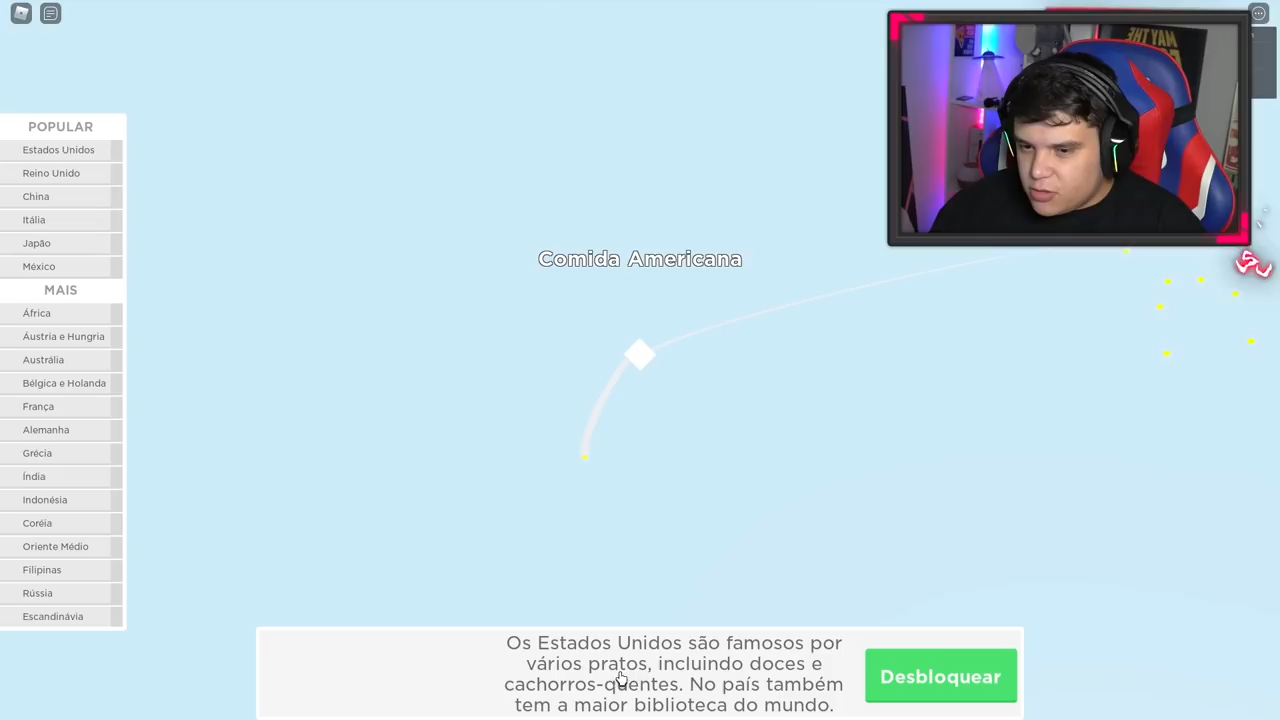 POPULAR
Estados Unidos
Reino Unido
China
Itália
Japão
México
MAIS
África
Áustria e Hungria
Austrália
Bélgica e Holanda
França
Alemanha
Grécia
Índia
Indonésia
Coréia
Oriente Médio
Filipinas
Rússia
Escandinávia
MAY THE
Comida Americana
Os Estados Unidos são famosos por
vários pratos, incluindo doces e
cachorros-quentes. No país também
tem a maior biblioteca do mundo.
Desbloquear